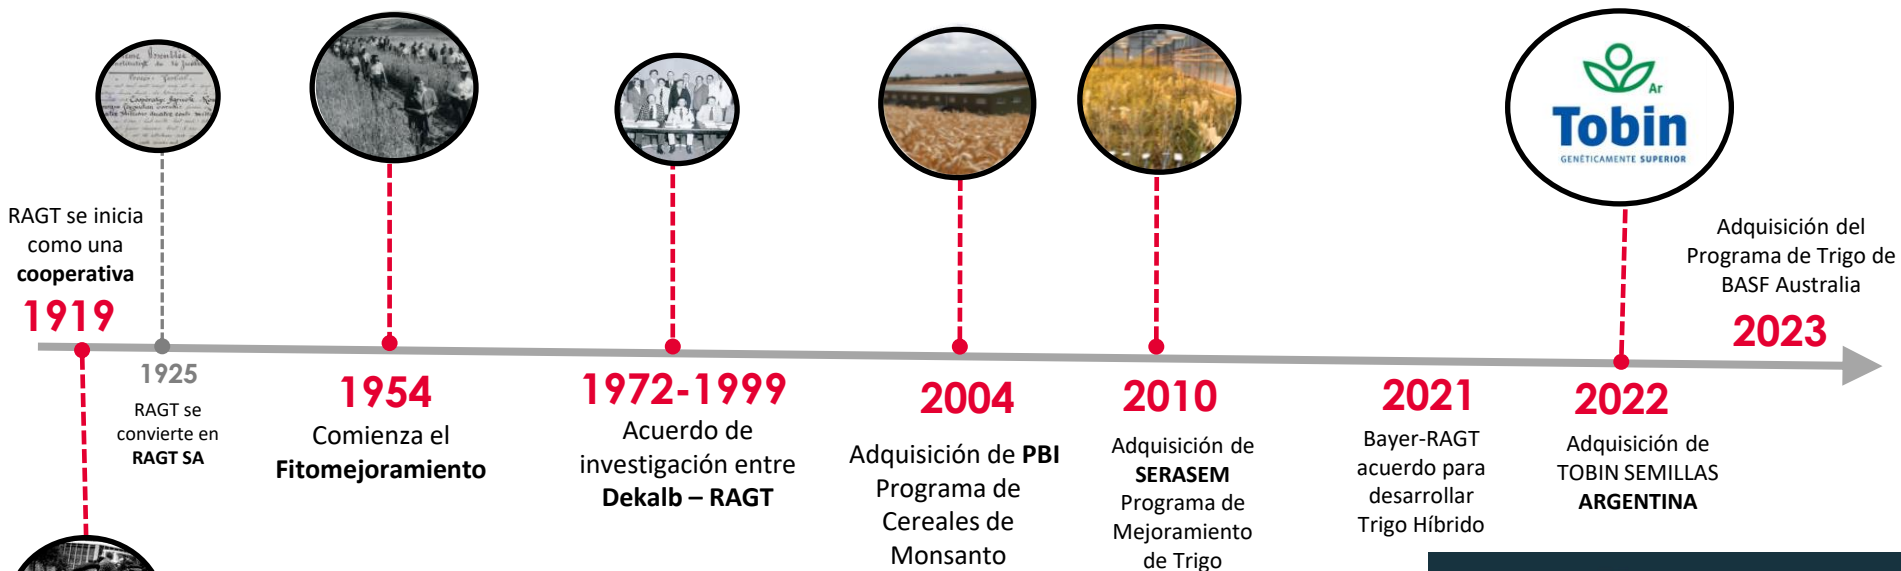 RAGT se inicia
como una
cooperativa
1919
1925
RAGT se
convierte en
RAGT SA
1954
Comienza el
Fitomejoramiento
1972-1999
Acuerdo de
investigación entre
Dekalb – RAGT
2004
Adquisición de PBI
Programa de
Cereales de
Monsanto
2010
Adquisición de
SERASEM
Programa de
Mejoramiento
de Trigo
2021
Bayer-RAGT
acuerdo para
desarrollar
Trigo Híbrido
Ar
Tobin
GENÉTICAMENTE SUPERIOR
2022
Adquisición de
TOBIN SEMILLAS
ARGENTINA
Adquisición del
Programa de Trigo de
BASF Australia
2023